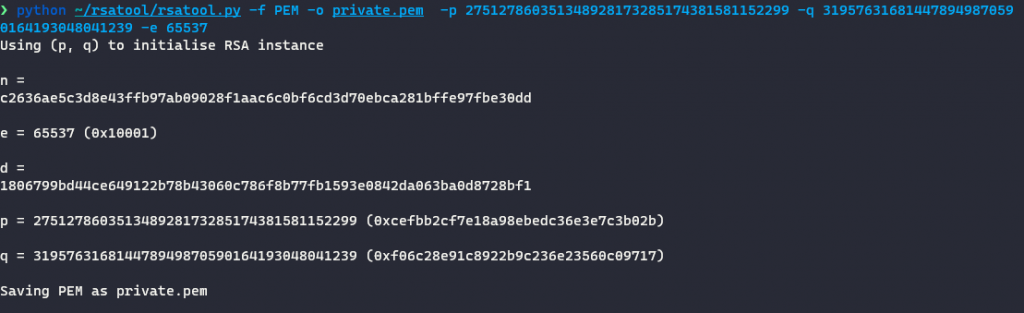 ❯ python ~/rsatool/rsatool.py -f PEM -o private.pem -p 275127860351348928173285174381581152299 -q 319576316814478949870590164193048041239 -e 65537
Using (p, q) to initialise RSA instance
n =
c2636ae5c3d8e43ffb97ab09028f1aac6c0bf6cd3d70ebca281bffe97fbe30dd
e = 65537 (0x10001)
d =
1806799bd44ce649122b78b43060c786f8b77fb1593e0842da063ba0d8728bf1
p = 275127860351348928173285174381581152299 (0xcefbb2cf7e18a98ebedc36e3e7c3b02b)
q = 319576316814478949870590164193048041239 (0xf06c28e91c8922b9c236e23560c09717)
Saving PEM as private.pem